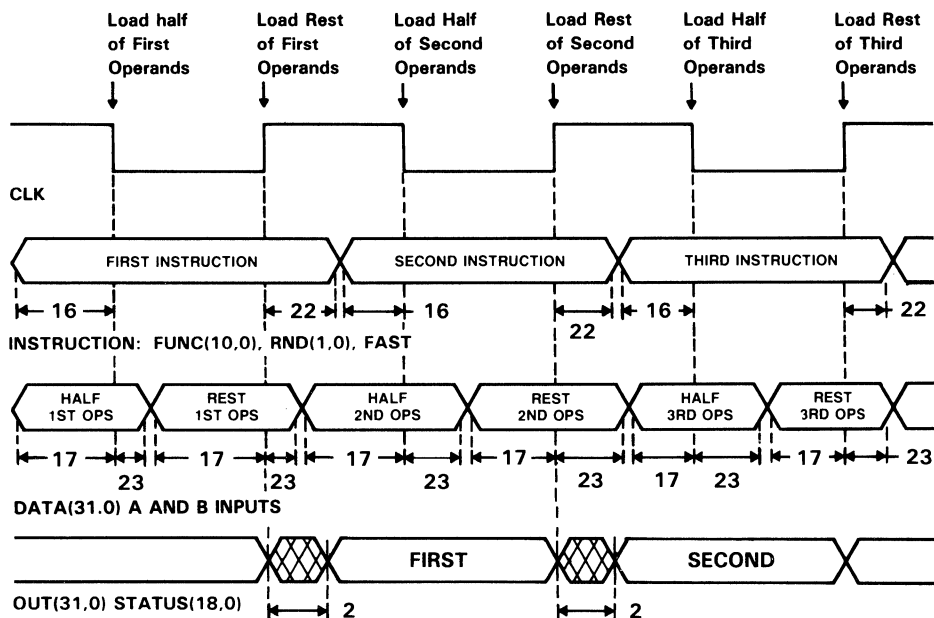 Load half of First Operands
Load Rest of First Operands
Load Half of Second Operands
Load Rest of Second Operands
Load Half of Third Operands
Load Rest of Third Operands
CLK
FIRST INSTRUCTION
SECOND INSTRUCTION
THIRD INSTRUCTION
16
22
16
22
16
22
INSTRUCTION: FUNC(10,0), RND(1,0), FAST
HALF 1ST OPS
REST 1ST OPS
HALF 2ND OPS
REST 2ND OPS
HALF 3RD OPS
REST 3RD OPS
17
23
17
23
17
23
17
23
17
23
17
23
DATA(31.0) A AND B INPUTS
FIRST
SECOND
OUT(31,0) STATUS(18,0)
2
2